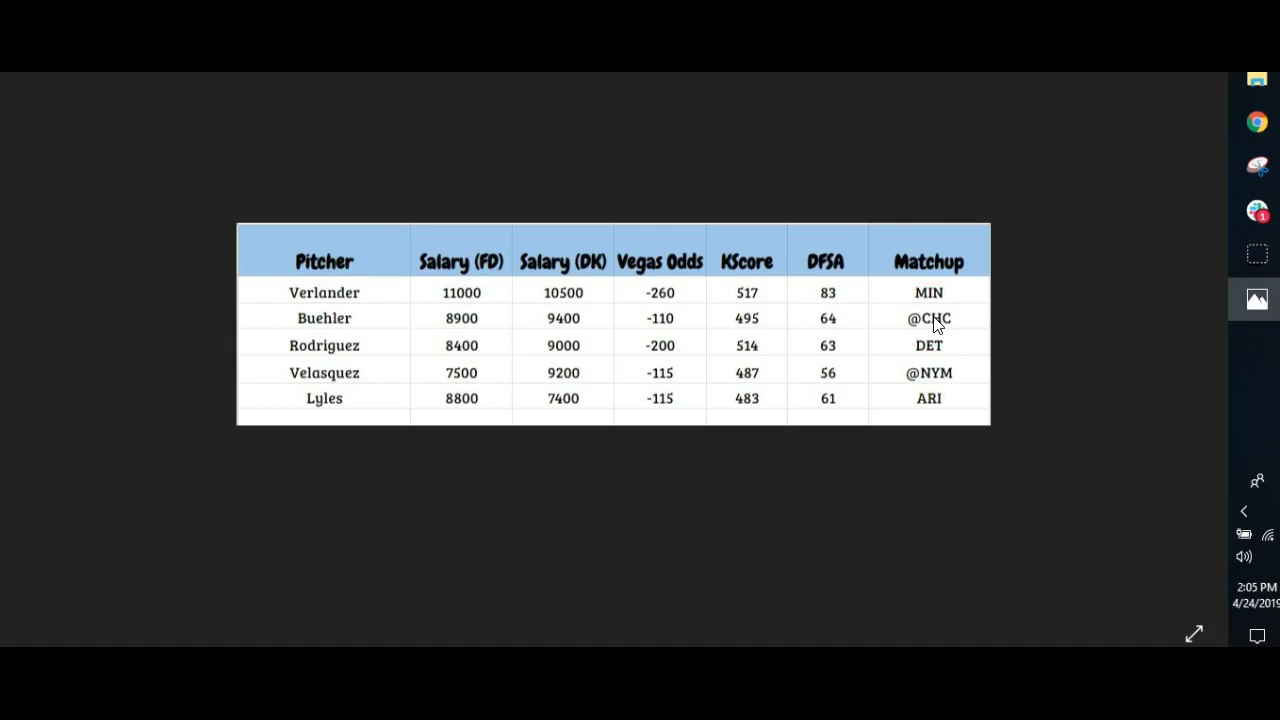 Pitcher Salary (FD) Salary (DK) Vegas Odds KScore DFSA Matchup
Verlander 11000 10500 -260 517 83 MIN
Buehler 8900 9400 -110 495 64 @CHC
Rodriguez 8400 9000 -200 514 63 DET
Velasquez 7500 9200 -115 487 56 @NYM
Lyles 8800 7400 -115 483 61 ARI
1
2:05 PM
4/24/2019